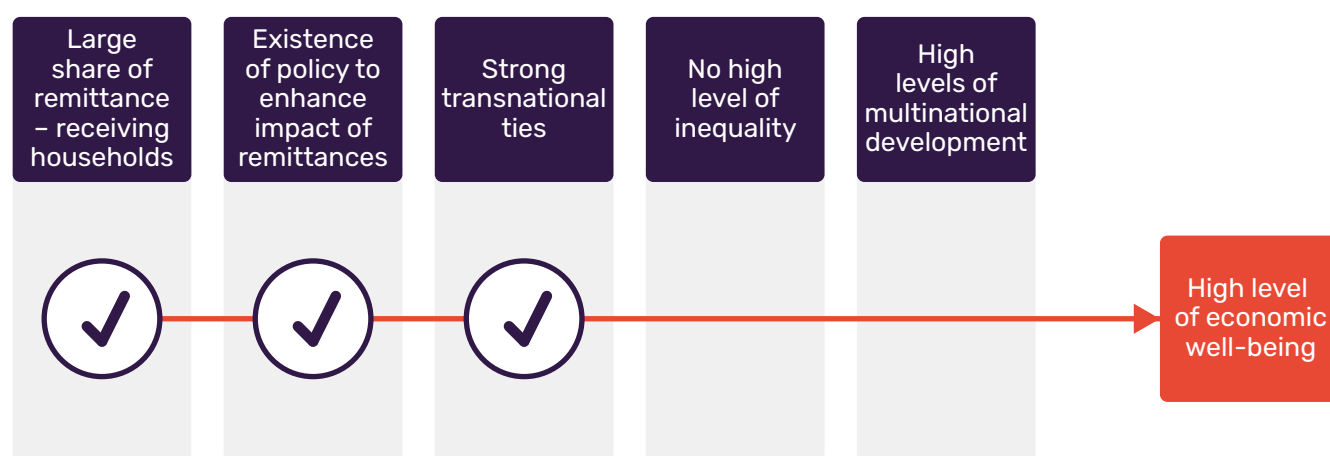 Large
share of
remittance
– receiving
households
Existence
of policy to
enhance
impact of
remittances
Strong
transnational
ties
No high
level of
inequality
High
levels of
multinational
development
High level
of economic
well-being